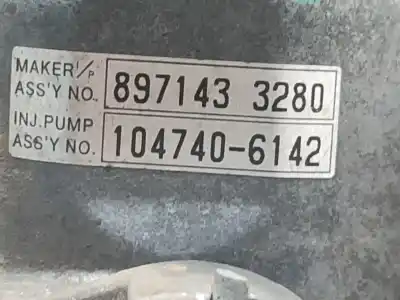 MAKER I/P
ASS'Y NO. 897143 3280
INJ.PUMP
ASS'Y NO. 104740-6142